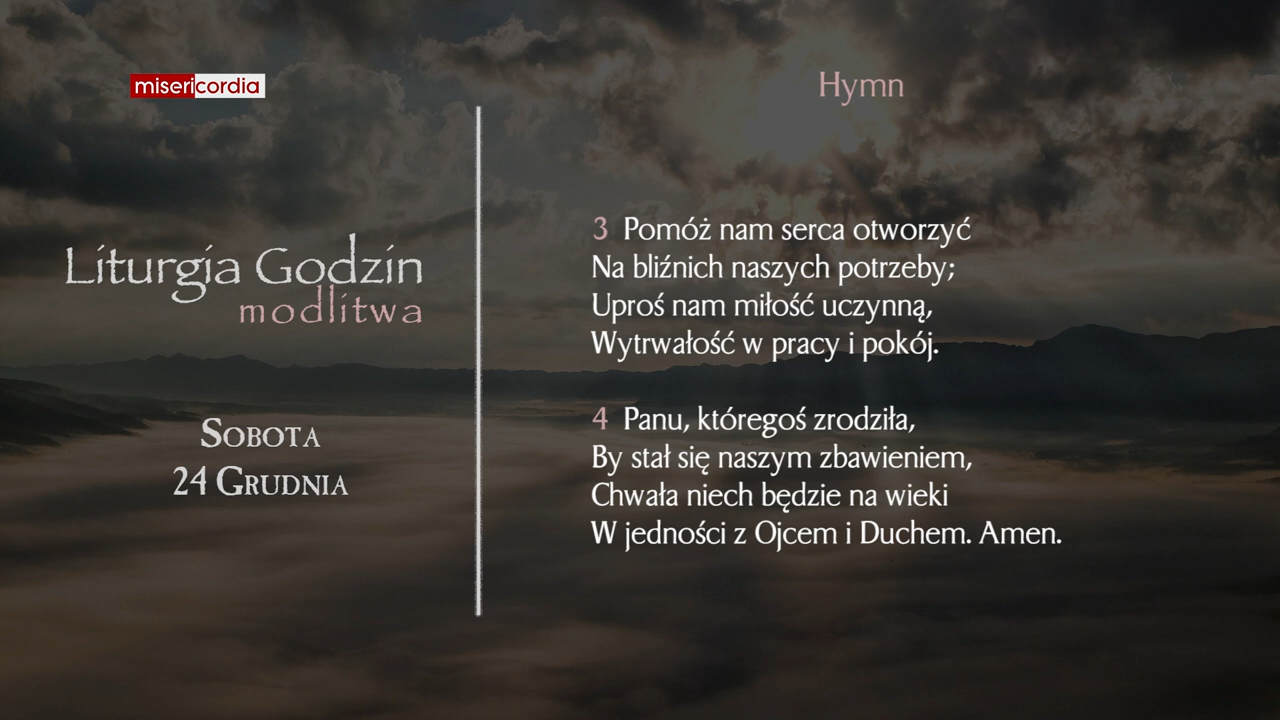 misericordia
Liturgia Godzin
modlitwa
Sobota
24 Grudnia
Hymn
3 Pomóż nam serca otworzyć
Na bliźnich naszych potrzeby;
Uproś nam miłość uczynną,
Wytrwałość w pracy i pokój.
4 Panu, któregoś zrodziła,
By stał się naszym zbawieniem,
Chwała niech będzie na wieki
W jedności z Ojcem i Duchem. Amen.